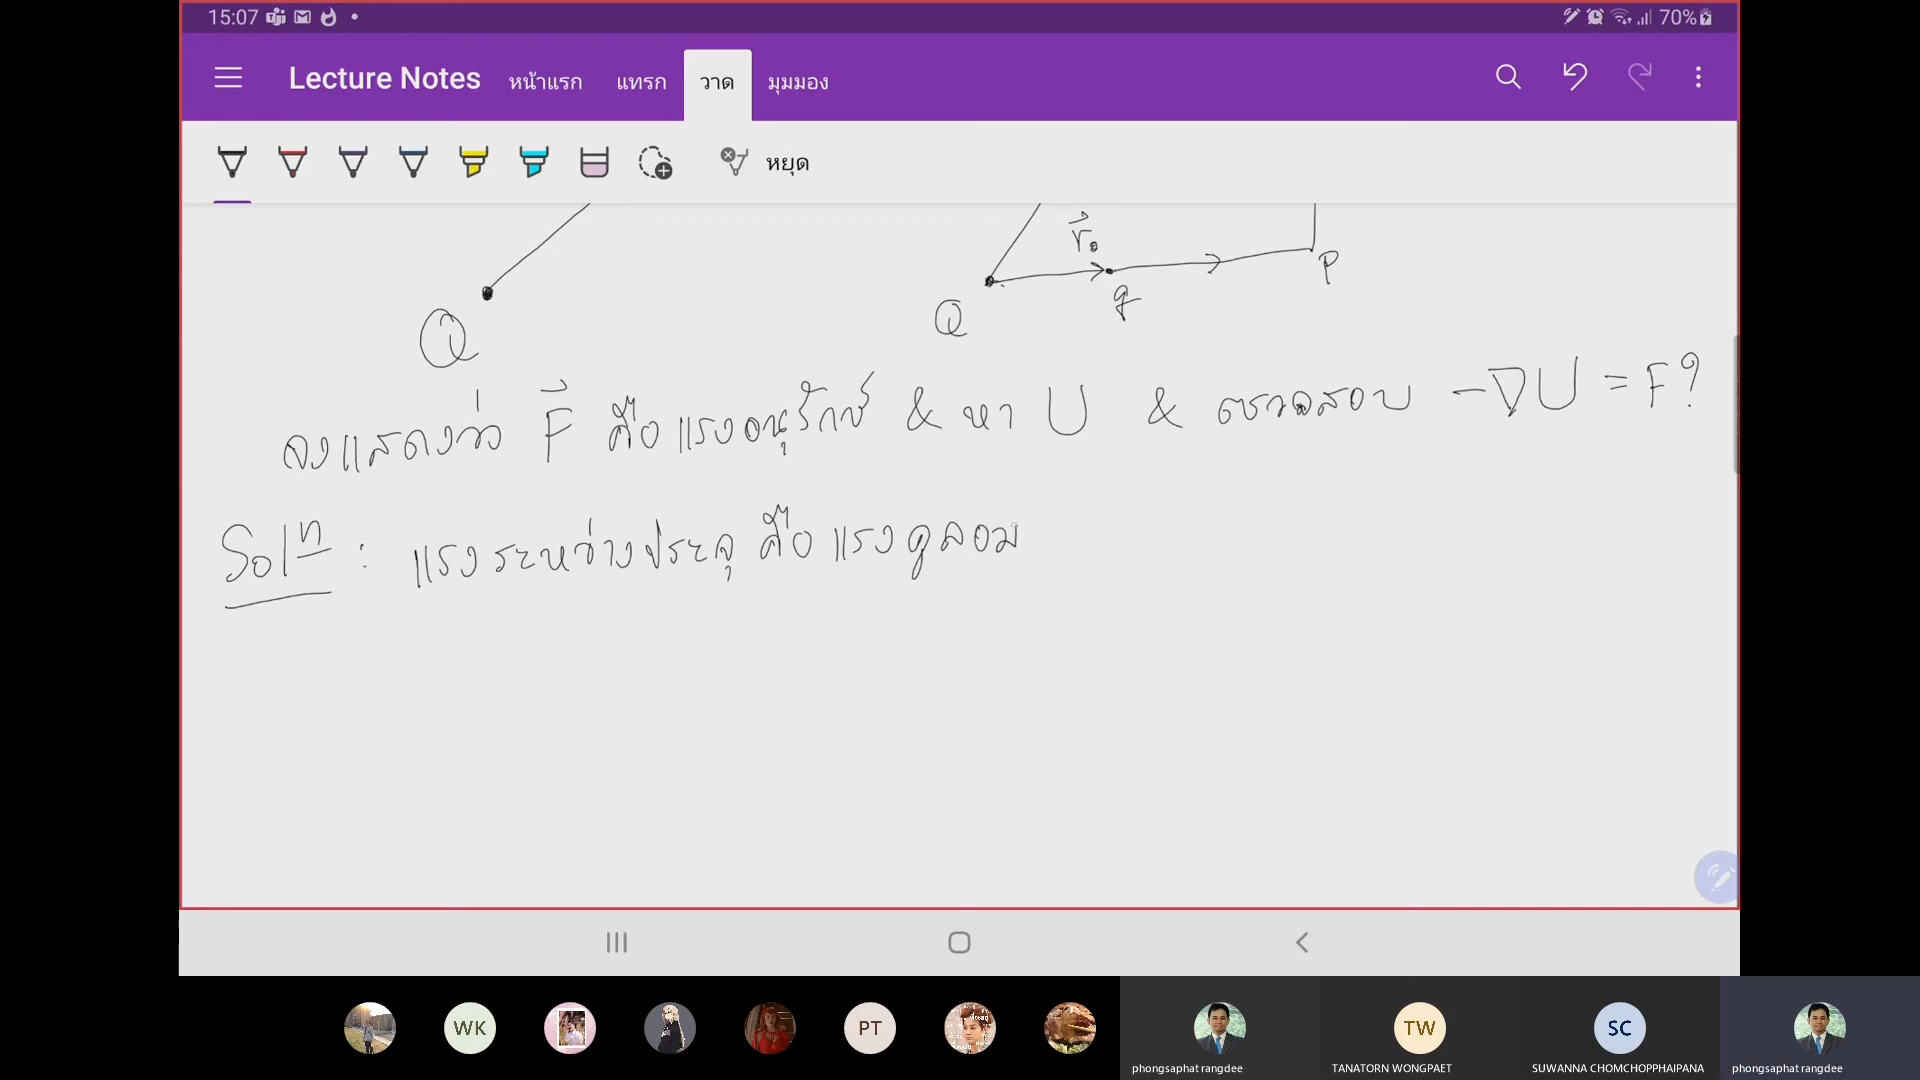 15:07 70%
Lecture Notes หน้าแรก แทรก วาด มุมมอง
หยุด
r₀
Q Q q P
จงแสดงว่า F คือแรงอนุรักษ์ & หา U & ตรวจสอบ -∇U = F?
Solⁿ : แรงระหว่างประจุ คือ แรงคูลอม
WK PT TW SC
phongsaphat rangdee TANATORN WONGPAET SUWANNA CHOMCHOPPHAIPANA phongsaphat rangdee